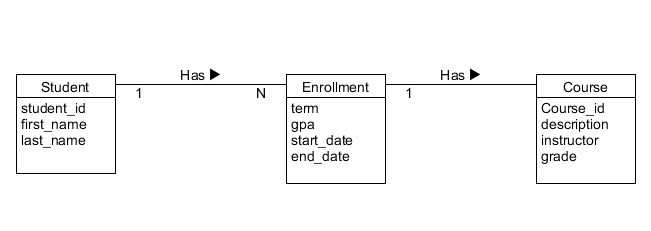 Has ▶
Has ▶
Student
Enrollment
Course
1
N
1
student_id
first_name
last_name
term
gpa
start_date
end_date
Course_id
description
instructor
grade